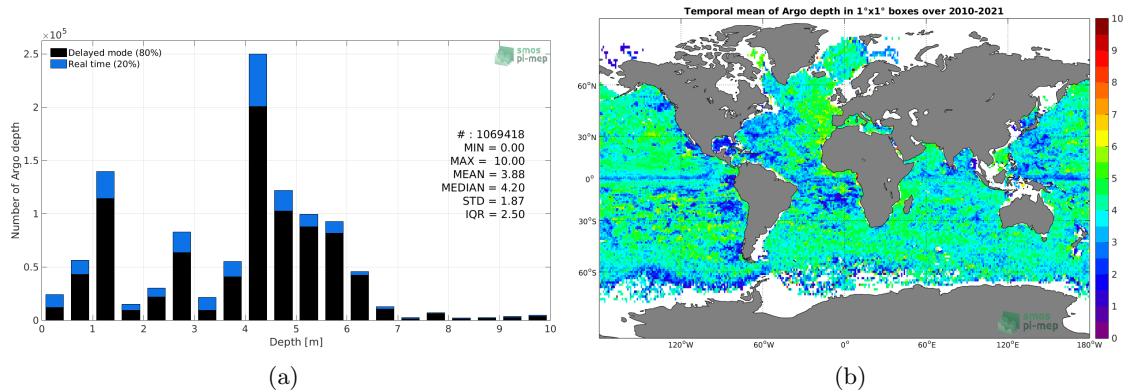 ×10⁵
Delayed mode (80%)
Real time (20%)
smos
pi-mep
2.5
2
1.5
1
0.5
0
Number of Argo depth
# : 1069418
MIN = 0.00
MAX = 10.00
MEAN = 3.88
MEDIAN = 4.20
STD = 1.87
IQR = 2.50
0 1 2 3 4 5 6 7 8 9 10
Depth [m]
(a)
Temporal mean of Argo depth in 1°x1° boxes over 2010-2021
60°N
30°N
0°
30°S
60°S
120°W 60°W 0° 60°E 120°E 180°W
smos
pi-mep
10
9
8
7
6
5
4
3
2
1
0
(b)